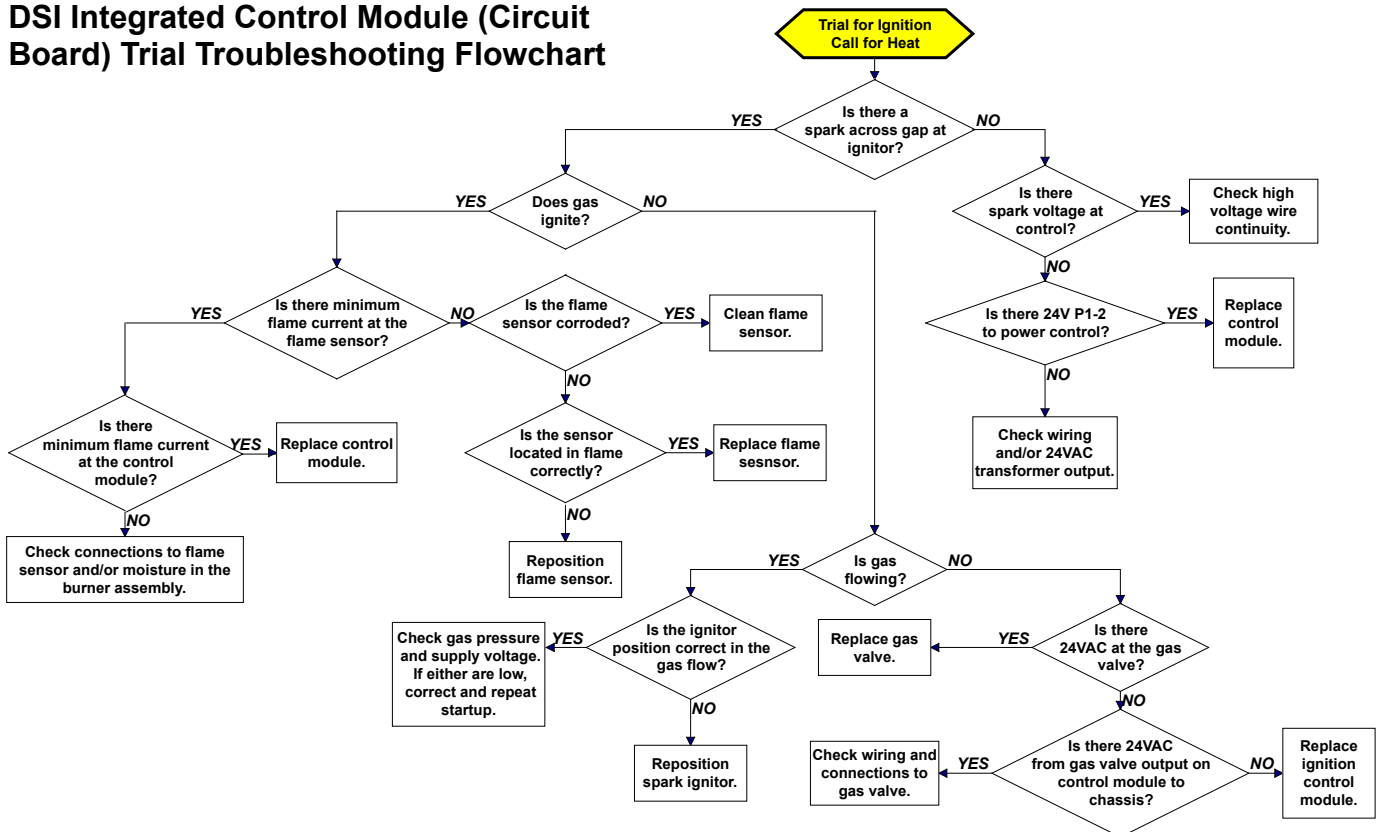 DSI Integrated Control Module (Circuit
Board) Trial Troubleshooting Flowchart
Trial for Ignition
Call for Heat
Is there a
spark across gap at
ignitor?
YES
NO
Does gas
ignite?
YES
NO
Is there
spark voltage at
control?
YES
Check high
voltage wire
continuity.
NO
Is there minimum
flame current at the
flame sensor?
YES
NO
Is the flame
sensor corroded?
YES
Clean flame
sensor.
NO
Is there 24V P1-2
to power control?
YES
Replace
control
module.
NO
Check wiring
and/or 24VAC
transformer output.
Is there
minimum flame current
at the control
module?
YES
Replace control
module.
NO
Check connections to flame
sensor and/or moisture in the
burner assembly.
Is the sensor
located in flame
correctly?
YES
Replace flame
sesnsor.
NO
Reposition
flame sensor.
Is gas
flowing?
YES
NO
Is the ignitor
position correct in the
gas flow?
YES
Check gas pressure
and supply voltage.
If either are low,
correct and repeat
startup.
NO
Reposition
spark ignitor.
Is there
24VAC at the gas
valve?
YES
Replace gas
valve.
NO
Is there 24VAC
from gas valve output on
control module to
chassis?
YES
Check wiring and
connections to
gas valve.
NO
Replace
ignition
control
module.